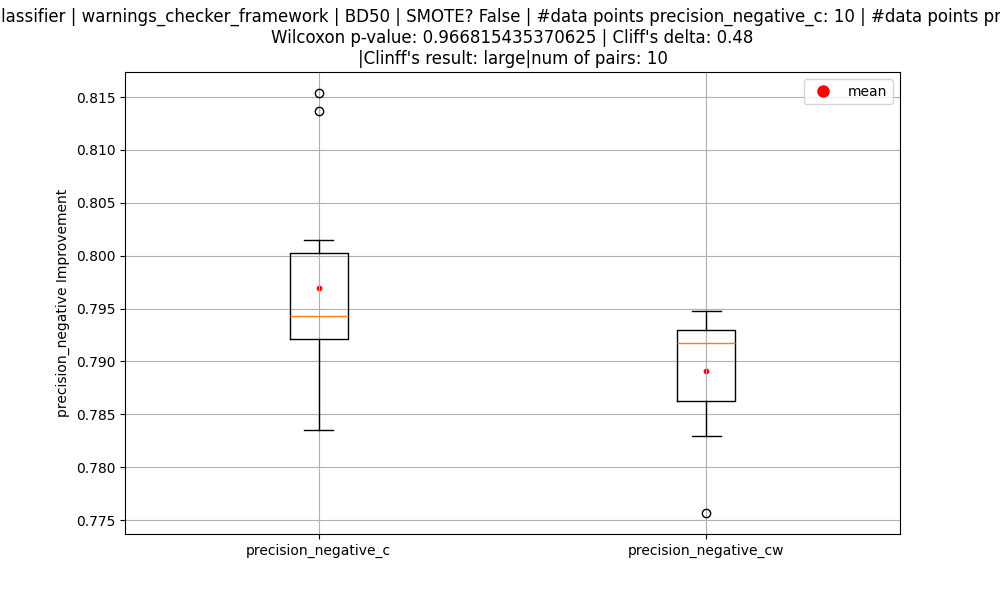 lassifier | warnings_checker_framework | BD50 | SMOTE? False | #data points precision_negative_c: 10 | #data points pr
Wilcoxon p-value: 0.966815435370625 | Cliff's delta: 0.48
|Clinff's result: large|num of pairs: 10
mean
0.815
0.810
0.805
0.800
0.795
0.790
0.785
0.780
0.775
precision_negative Improvement
precision_negative_c
precision_negative_cw